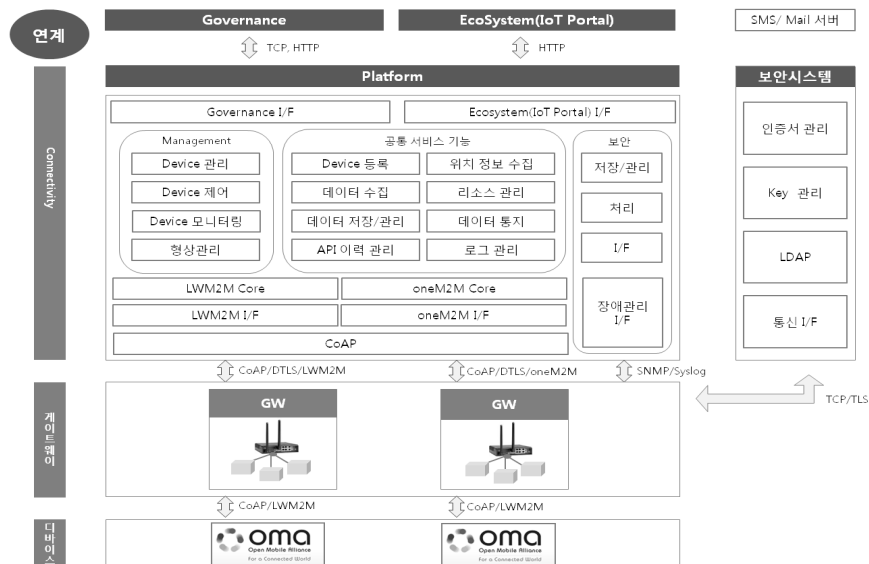 연계
Governance
EcoSystem(IoT Portal)
SMS/ Mail 서버
TCP, HTTP
HTTP
Connectivity
Platform
Governance I/F
Ecosystem(IoT Portal) I/F
Management
Device 관리
Device 제어
Device 모니터링
형상관리
공통 서비스 기능
Device 등록
위치 정보 수집
데이터 수집
리소스 관리
데이터 저장/관리
데이터 통지
API 이력 관리
로그 관리
보안
저장/관리
처리
I/F
장애관리
I/F
LWM2M Core
oneM2M Core
LWM2M I/F
oneM2M I/F
CoAP
보안시스템
인증서 관리
Key 관리
LDAP
통신 I/F
CoAP/DTLS/LWM2M
CoAP/DTLS/oneM2M
SNMP/Syslog
TCP/TLS
게이트웨이
GW
GW
CoAP/LWM2M
CoAP/LWM2M
디바이스
oma
Open Mobile Alliance
For a Connected World
oma
Open Mobile Alliance
For a Connected World